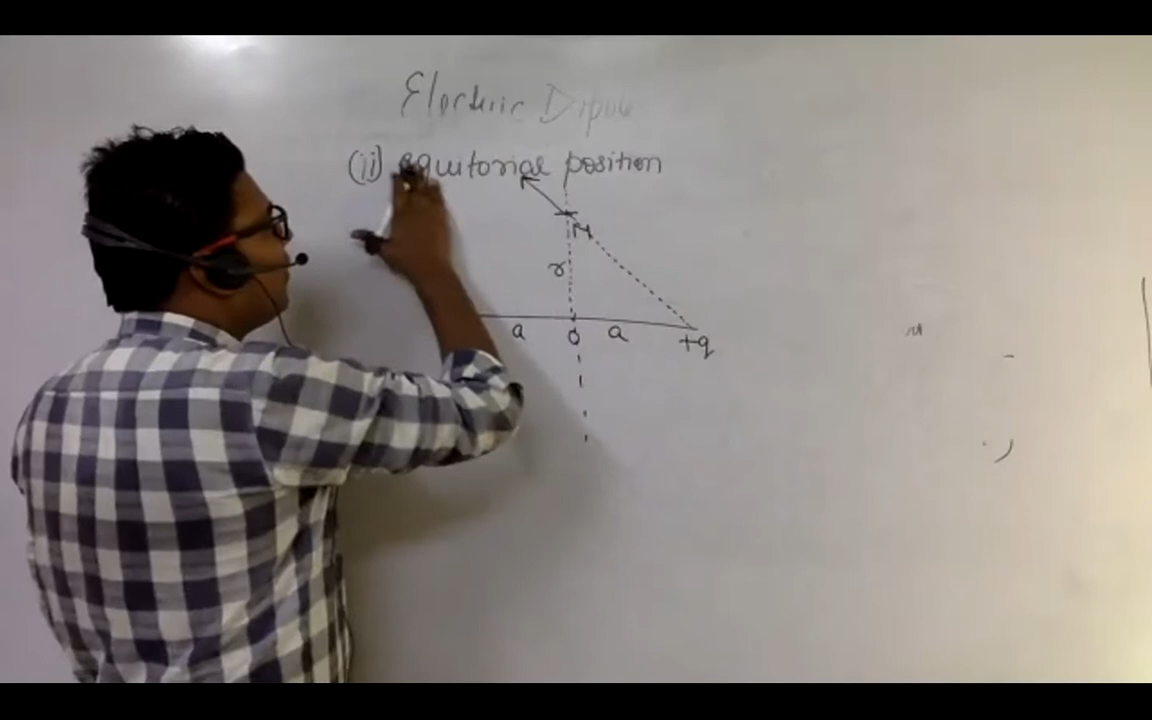 Electric Dipole
(ii) equitorial position
M
r
a O a +q